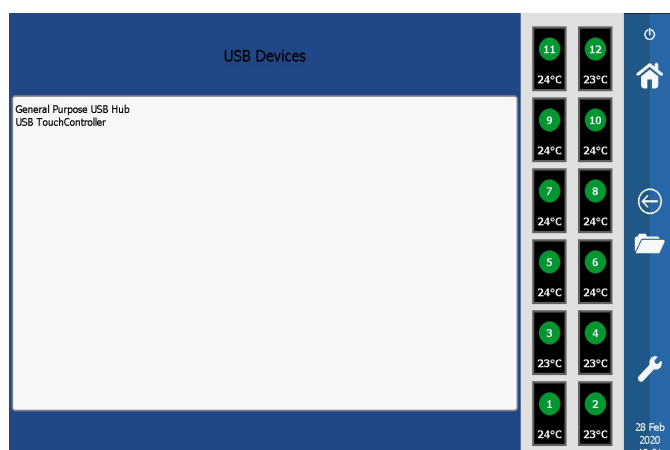 USB Devices
General Purpose USB Hub
USB TouchController
11 12
24°C 23°C
9 10
24°C 24°C
7 8
24°C 24°C
5 6
24°C 24°C
3 4
23°C 23°C
1 2
24°C 23°C
28 Feb
2020